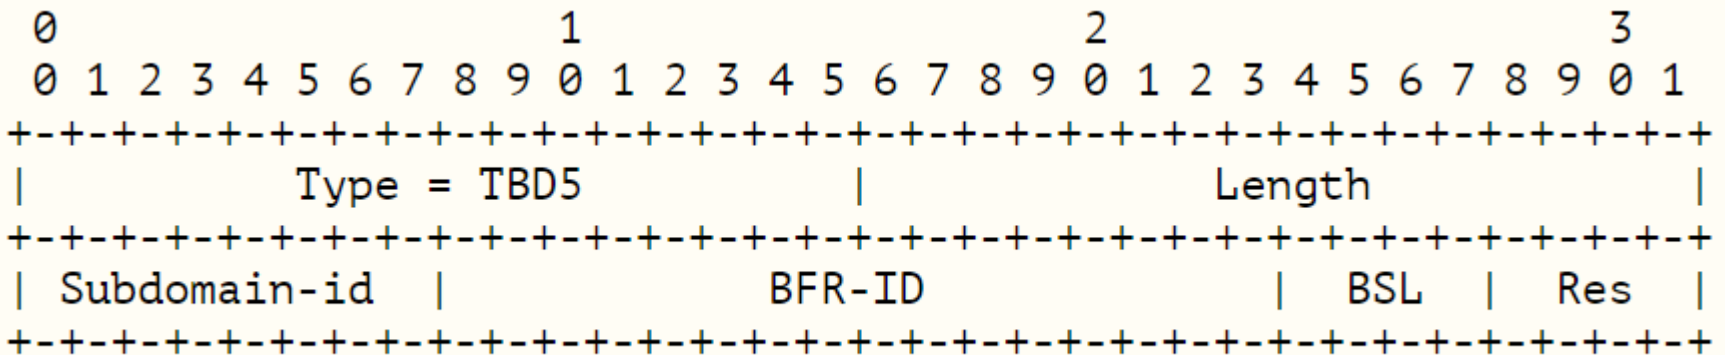 0                   1                   2                   3
 0 1 2 3 4 5 6 7 8 9 0 1 2 3 4 5 6 7 8 9 0 1 2 3 4 5 6 7 8 9 0 1
+-+-+-+-+-+-+-+-+-+-+-+-+-+-+-+-+-+-+-+-+-+-+-+-+-+-+-+-+-+-+-+-+
|          Type = TBD5          |             Length            |
+-+-+-+-+-+-+-+-+-+-+-+-+-+-+-+-+-+-+-+-+-+-+-+-+-+-+-+-+-+-+-+-+
| Subdomain-id  |            BFR-ID             |  BSL  |  Res  |
+-+-+-+-+-+-+-+-+-+-+-+-+-+-+-+-+-+-+-+-+-+-+-+-+-+-+-+-+-+-+-+-+